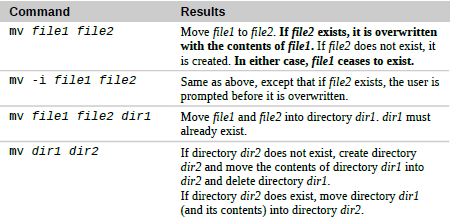 Command Results
mv file1 file2 Move file1 to file2. If file2 exists, it is overwritten
with the contents of file1. If file2 does not exist, it
is created. In either case, file1 ceases to exist.
mv -i file1 file2 Same as above, except that if file2 exists, the user is
prompted before it is overwritten.
mv file1 file2 dir1 Move file1 and file2 into directory dir1. dir1 must
already exist.
mv dir1 dir2 If directory dir2 does not exist, create directory
dir2 and move the contents of directory dir1 into
dir2 and delete directory dir1.
If directory dir2 does exist, move directory dir1
(and its contents) into directory dir2.